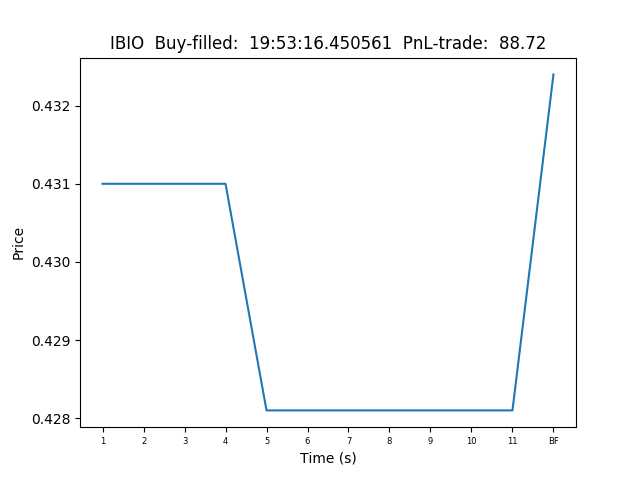 IBIO  Buy-filled:  19:53:16.450561  PnL-trade:  88.72
0.432
0.431
0.430
0.429
0.428
Price
1 2 3 4 5 6 7 8 9 10 11 BF
Time (s)